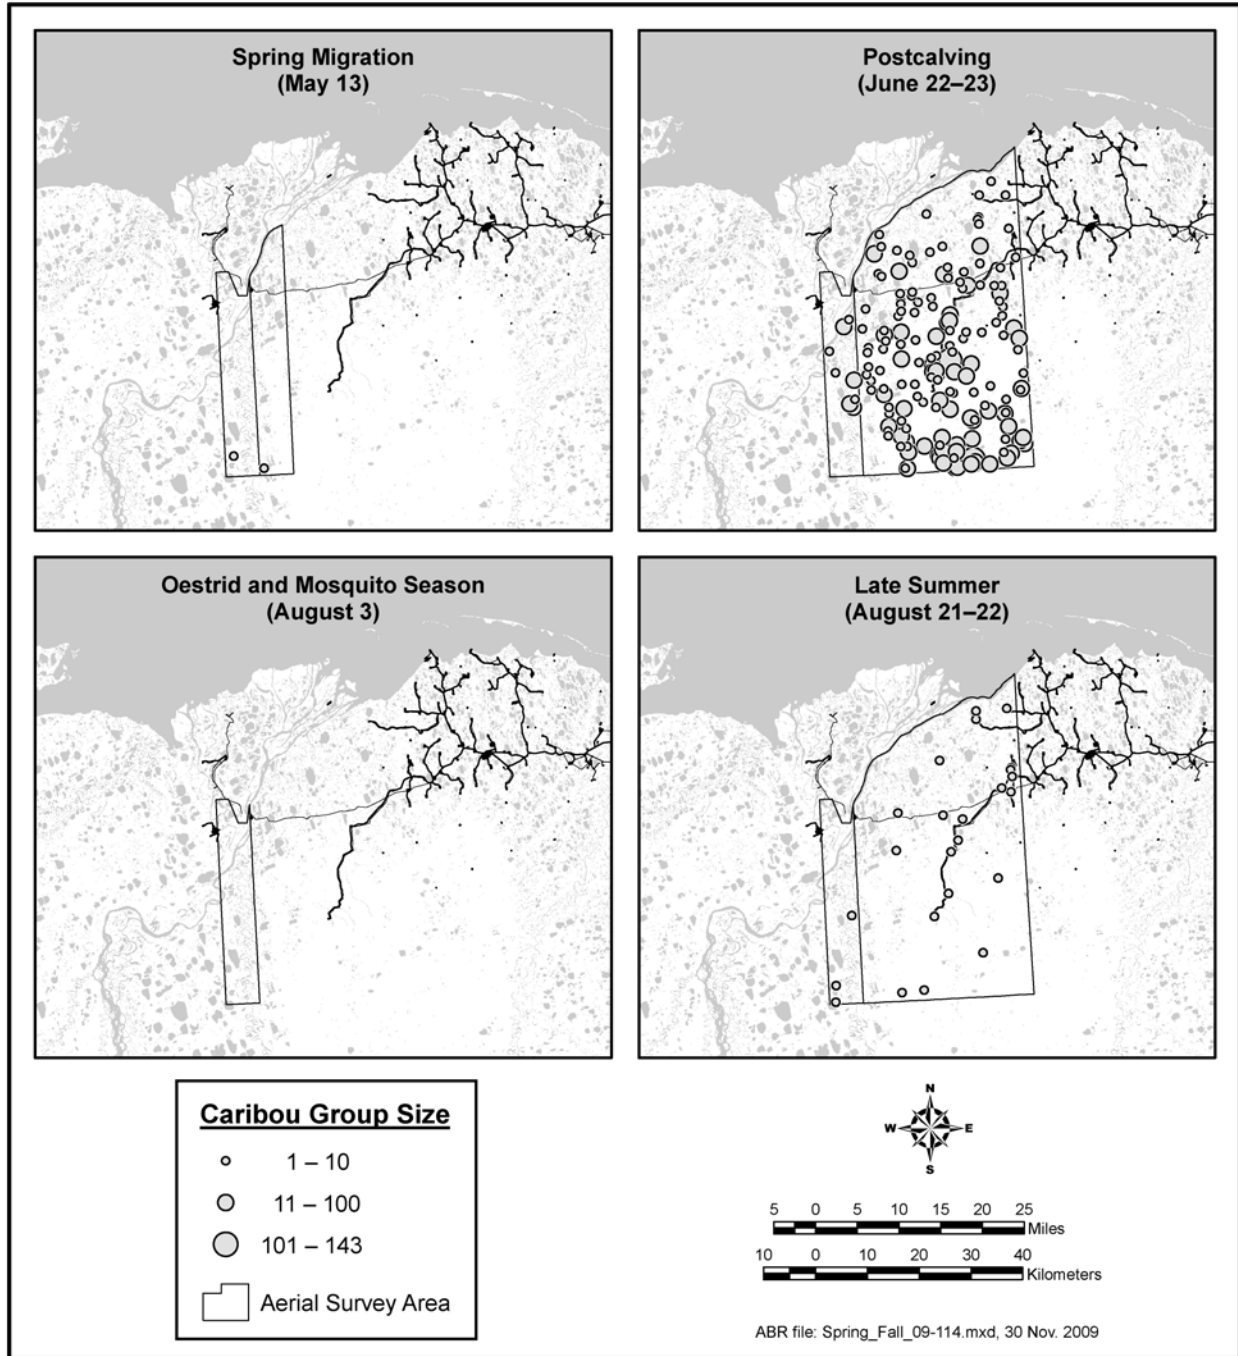 Spring Migration
(May 13)
Postcalving
(June 22–23)
Oestrid and Mosquito Season
(August 3)
Late Summer
(August 21–22)
Caribou Group Size
1 – 10
11 – 100
101 – 143
Aerial Survey Area
N
W E
S
5 0 5 10 15 20 25
Miles
10 0 10 20 30 40
Kilometers
ABR file: Spring_Fall_09-114.mxd, 30 Nov. 2009